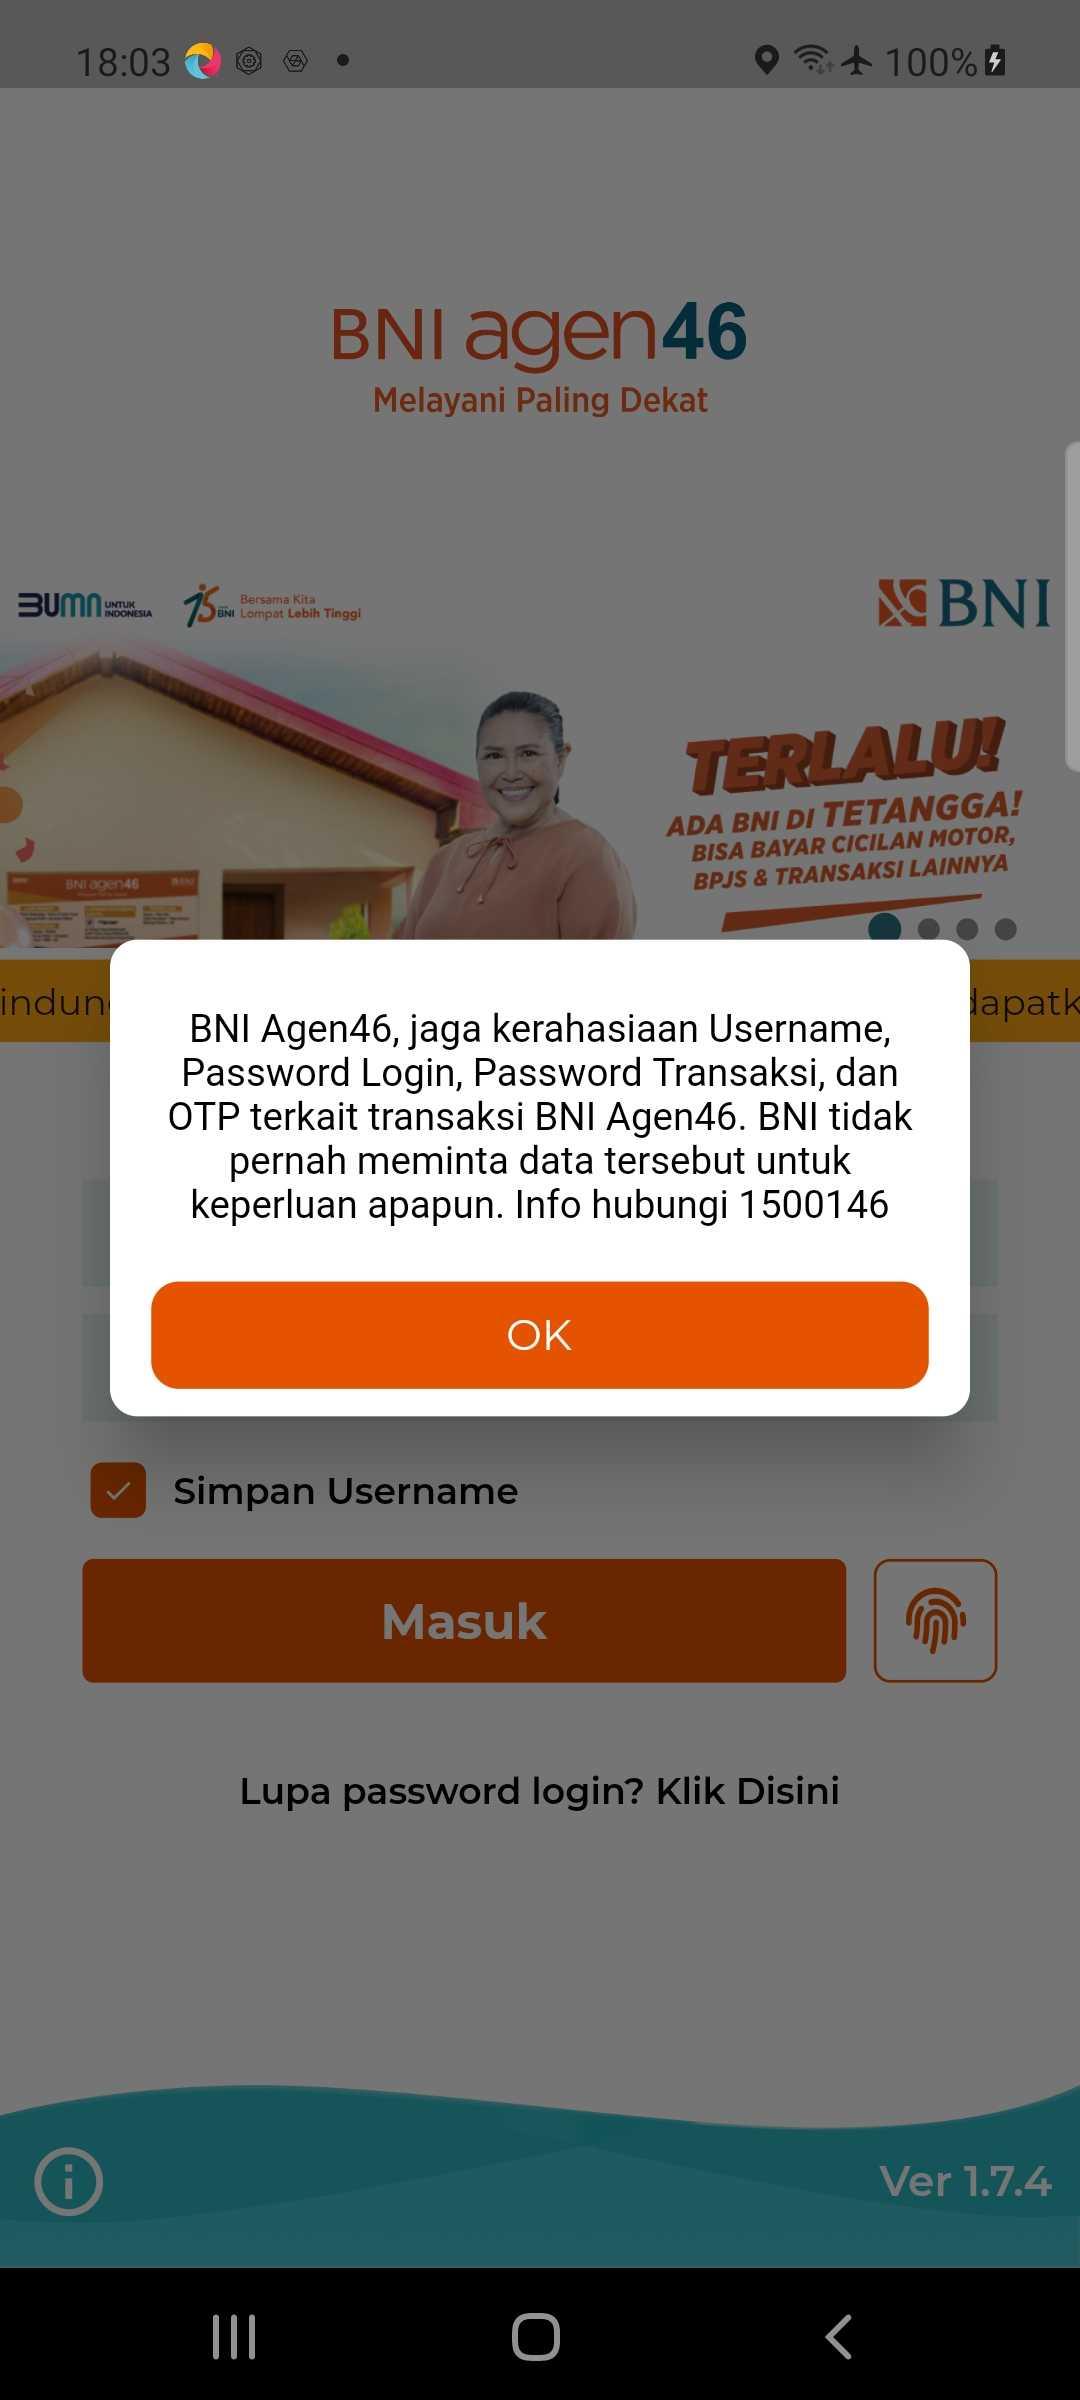 18:03
100%
BNI agen46
Melayani Paling Dekat
BUMN UNTUK INDONESIA
75 BNI Bersama Kita Lompat Lebih Tinggi
BNI
TERLALU!
ADA BNI DI TETANGGA!
BISA BAYAR CICILAN MOTOR,
BPJS & TRANSAKSI LAINNYA
BNI agen46
BNI Agen46, jaga kerahasiaan Username,
Password Login, Password Transaksi, dan
OTP terkait transaksi BNI Agen46. BNI tidak
pernah meminta data tersebut untuk
keperluan apapun. Info hubungi 1500146
OK
Simpan Username
Masuk
Lupa password login? Klik Disini
Ver 1.7.4